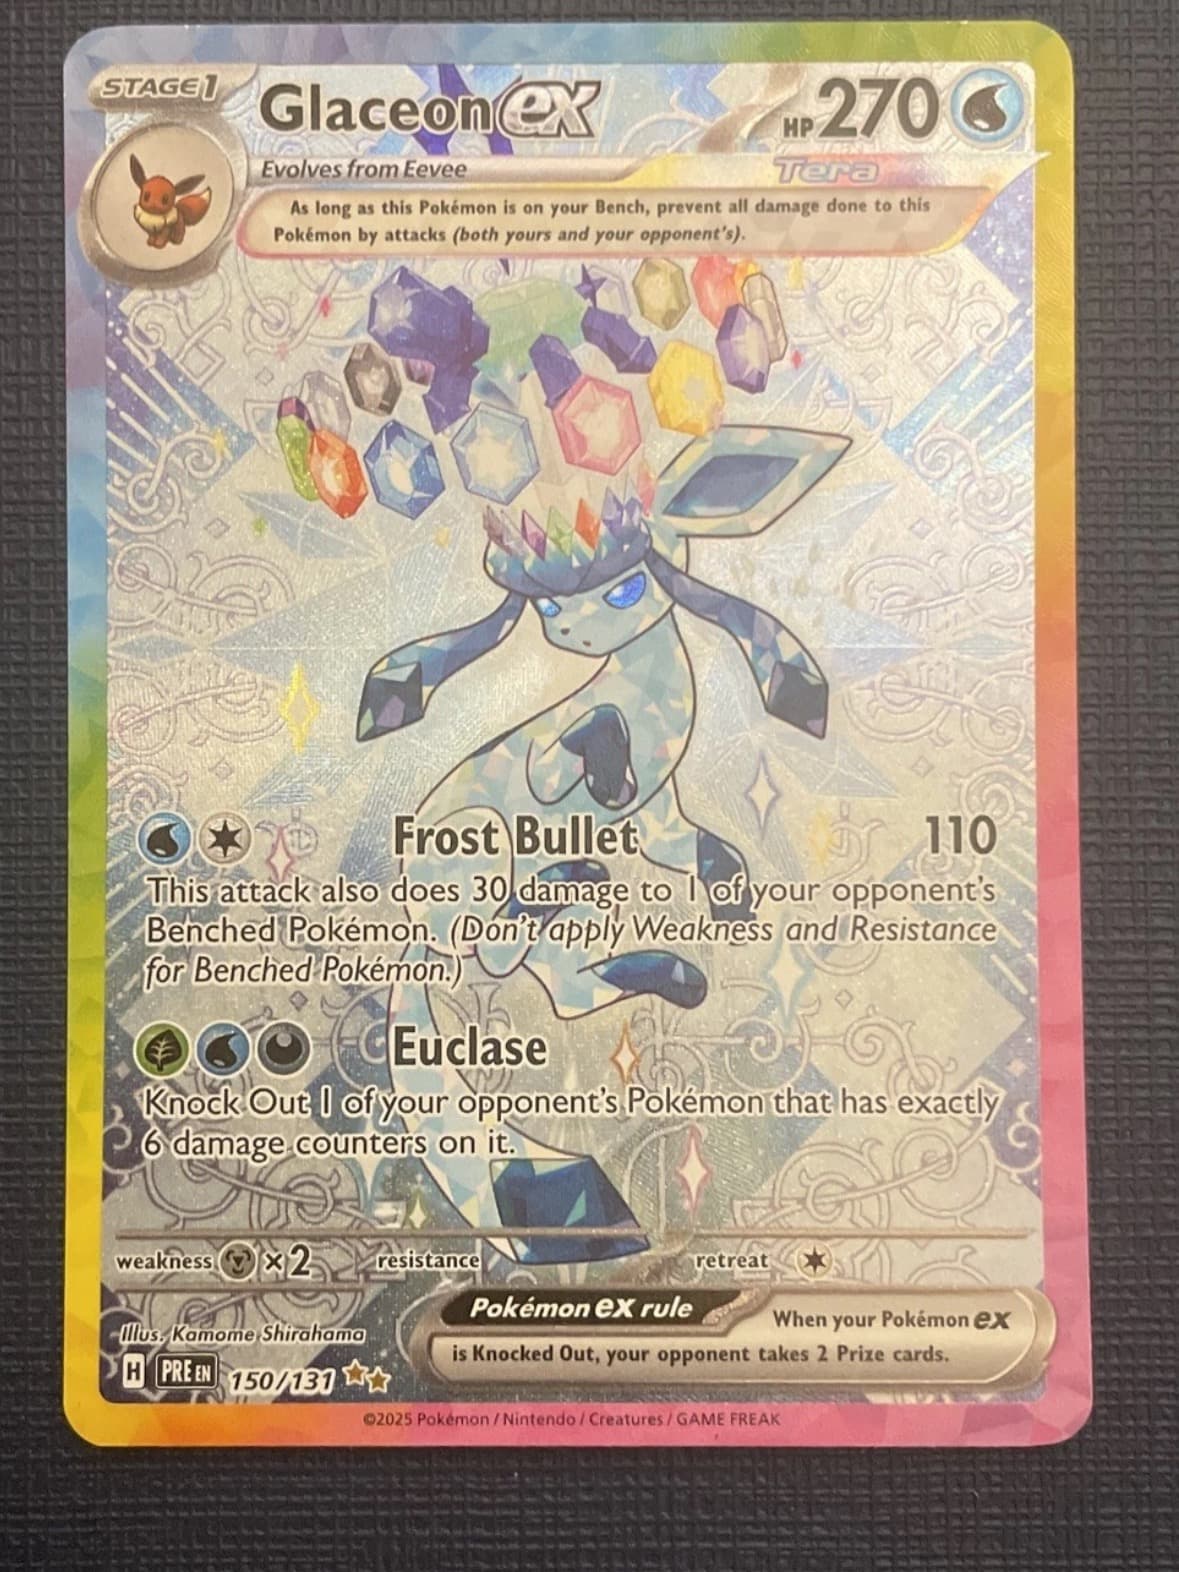 STAGE1
Glaceon ex
HP 270
Evolves from Eevee
Tera
As long as this Pokémon is on your Bench, prevent all damage done to this
Pokémon by attacks (both yours and your opponent's).
Frost Bullet 110
This attack also does 30 damage to 1 of your opponent's
Benched Pokémon. (Don't apply Weakness and Resistance
for Benched Pokémon.)
Euclase
Knock Out 1 of your opponent's Pokémon that has exactly
6 damage counters on it.
weakness ×2 resistance retreat
Pokémon ex rule
When your Pokémon ex
is Knocked Out, your opponent takes 2 Prize cards.
Illus. Kamome Shirahama
H PRE EN 150/131
©2025 Pokémon / Nintendo / Creatures / GAME FREAK